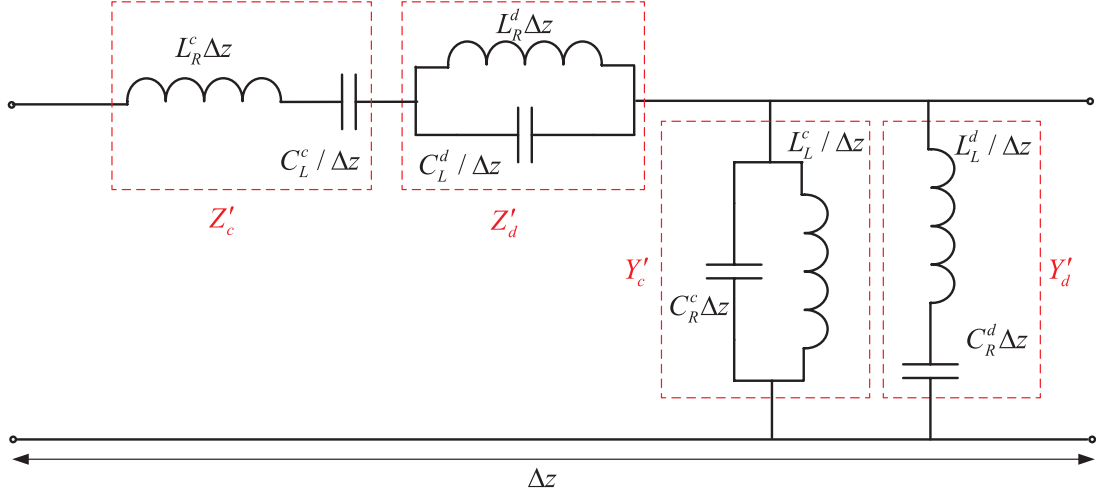 L_R^d Δz
L_R^c Δz
C_L^c / Δz
C_L^d / Δz
L_L^c / Δz
L_L^d / Δz
Z'_c
Z'_d
Y'_c
Y'_d
C_R^c Δz
C_R^d Δz
Δz